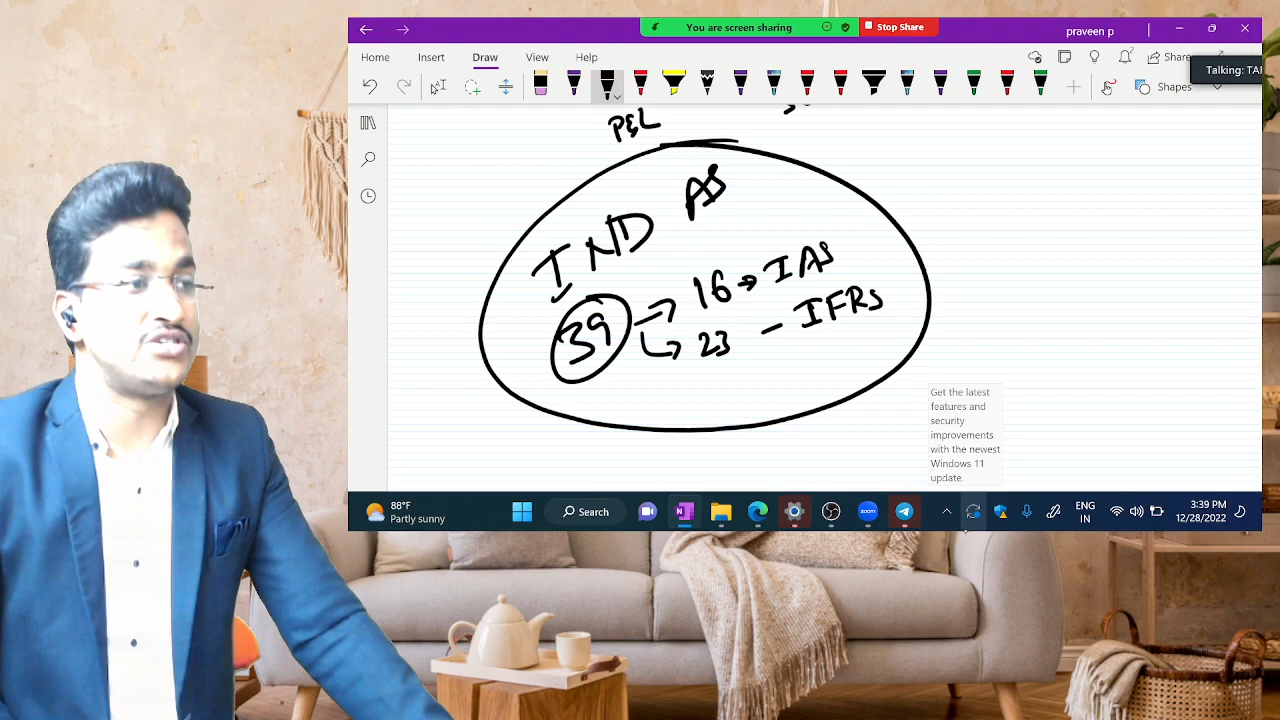 You are screen sharing
Stop Share
praveen p
Home Insert Draw View Help
Share
Talking: TAI
Shapes
P&L
IND AS
39 → 16 → IAS
↳ 23 - IFRS
Get the latest
features and
security
improvements
with the newest
Windows 11
update.
88°F
Partly sunny
Search
zoom
ENG
IN
3:39 PM
12/28/2022